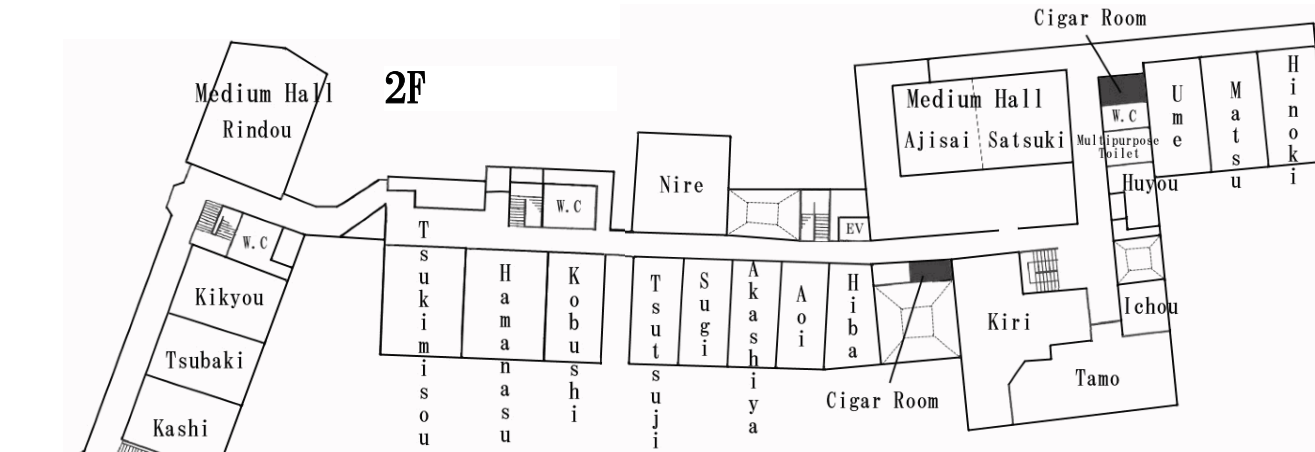 Cigar Room
2F
Medium Hall
Rindou
Medium Hall
Ajisai Satsuki
W.C
Multipurpose
Toilet
Huyou
Ume
Matsu
Hinoki
Nire
W.C
EV
W.C
Kikyou
Tsubaki
Kashi
Tsukimisou
Hamanasu
Kobushi
Tsutsuji
Sugi
Akashiya
Aoi
Hiba
Kiri
Ichou
Tamo
Cigar Room